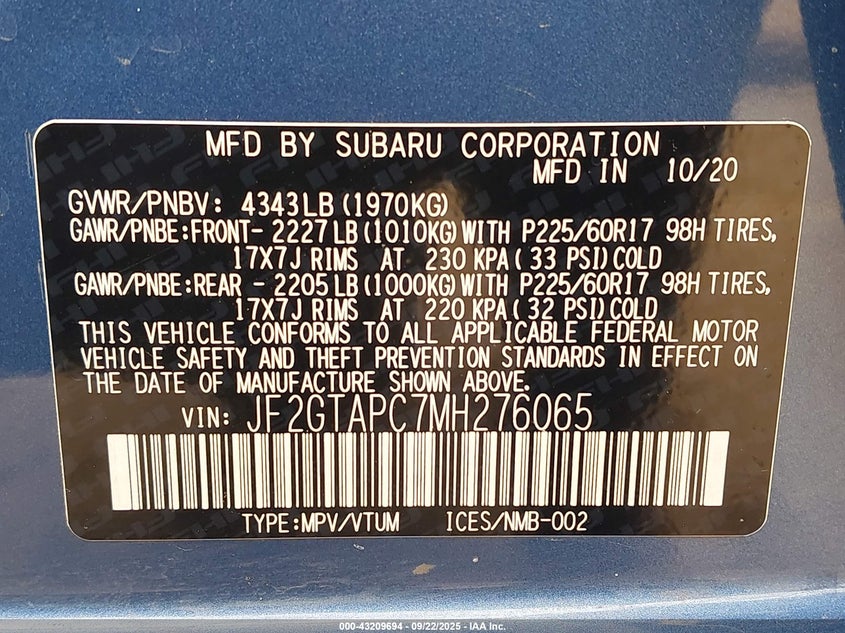 MFD BY SUBARU CORPORATION
MFD IN 10/20
GVWR/PNBV: 4343LB(1970KG)
GAWR/PNBE:FRONT- 2227LB(1010KG)WITH P225/60R17 98H TIRES,
17X7J RIMS AT 230 KPA( 33 PSI)COLD
GAWR/PNBE:REAR - 2205LB(1000KG)WITH P225/60R17 98H TIRES,
17X7J RIMS AT 220 KPA( 32 PSI)COLD
THIS VEHICLE CONFORMS TO ALL APPLICABLE FEDERAL MOTOR
VEHICLE SAFETY AND THEFT PREVENTION STANDARDS IN EFFECT ON
THE DATE OF MANUFACTURE SHOWN ABOVE.
VIN: JF2GTAPC7MH276065
TYPE:MPV/VTUM ICES/NMB-002
000-43209694 - 09/22/2025 - IAA Inc.